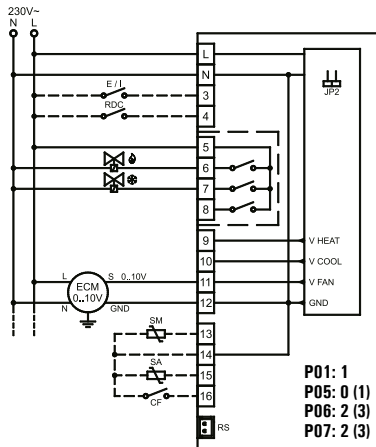 230V~
N L
L
N
JP2
E / I
3
RDC
4
5
6
7
8
9 V HEAT
10 V COOL
L S 0..10V
11 V FAN
ECM
0..10V
N GND
12 GND
SM
13
14
SA
15
CF
16
RS
P01: 1
P05: 0 (1)
P06: 2 (3)
P07: 2 (3)